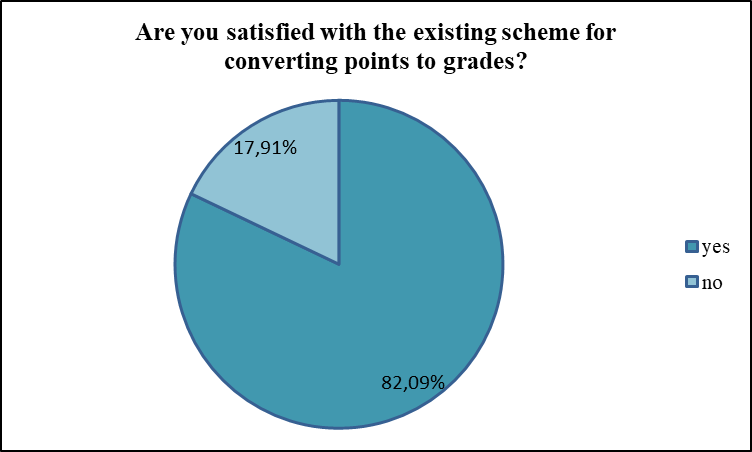 Are you satisfied with the existing scheme for
converting points to grades?
17,91%
82,09%
yes
no